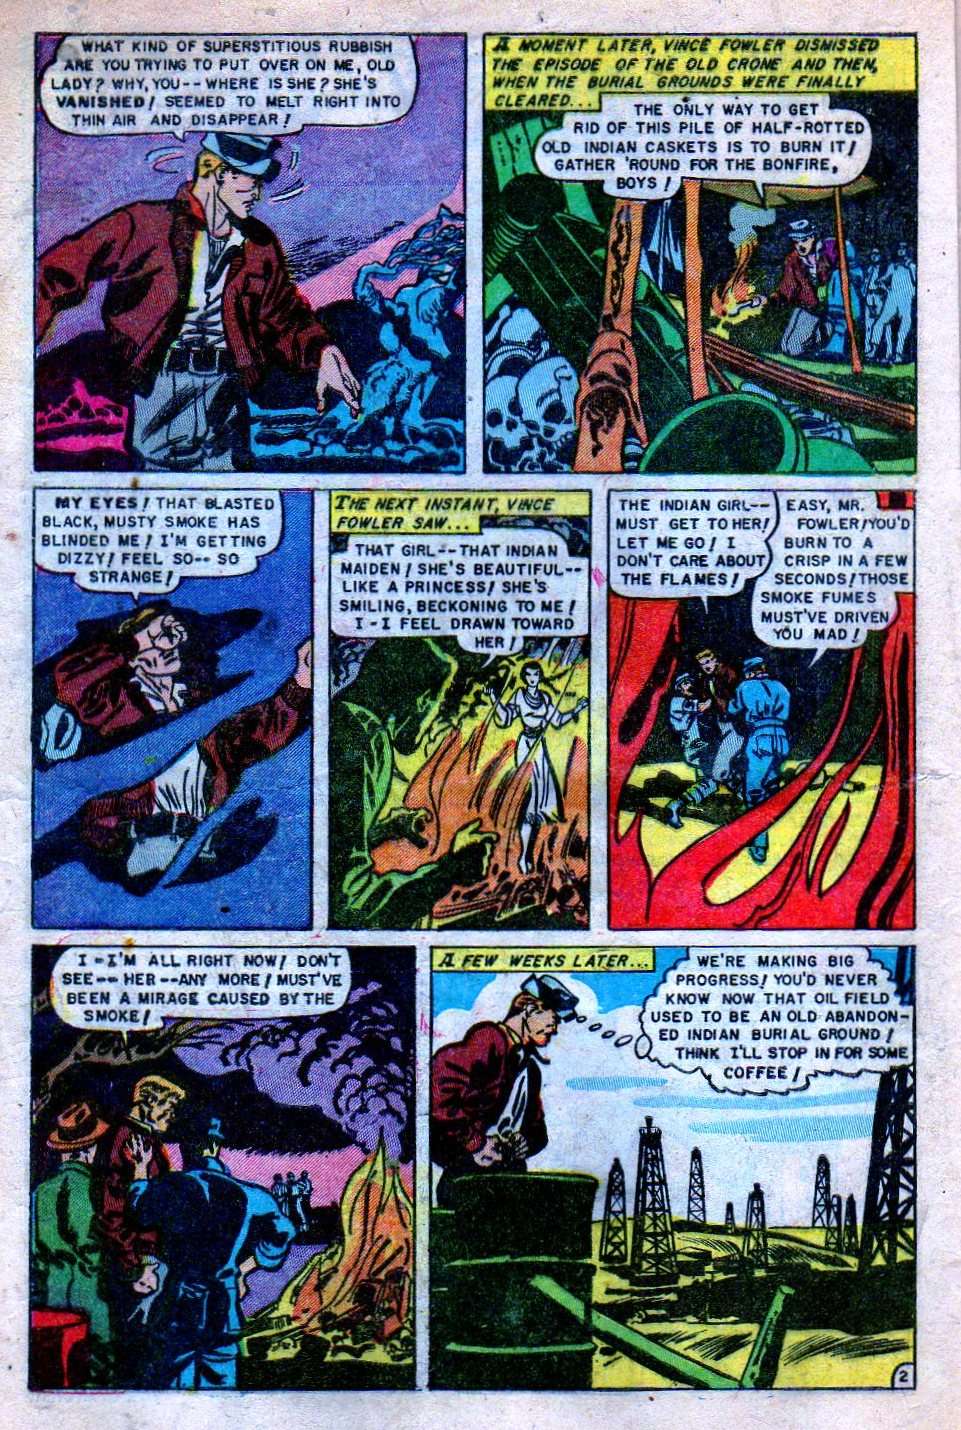 WHAT KIND OF SUPERSTITIOUS RUBBISH
ARE YOU TRYING TO PUT OVER ON ME, OLD
LADY? WHY, YOU-- WHERE IS SHE? SHE'S
VANISHED! SEEMED TO MELT RIGHT INTO
THIN AIR AND DISAPPEAR!
A MOMENT LATER, VINCE FOWLER DISMISSED
THE EPISODE OF THE OLD CRONE AND THEN,
WHEN THE BURIAL GROUNDS WERE FINALLY
CLEARED...
THE ONLY WAY TO GET
RID OF THIS PILE OF HALF-ROTTED
OLD INDIAN CASKETS IS TO BURN IT!
GATHER 'ROUND FOR THE BONFIRE,
BOYS!
MY EYES! THAT BLASTED
BLACK, MUSTY SMOKE HAS
BLINDED ME! I'M GETTING
DIZZY! FEEL SO-- SO
STRANGE!
THE NEXT INSTANT, VINCE
FOWLER SAW...
THAT GIRL--THAT INDIAN
MAIDEN! SHE'S BEAUTIFUL--
LIKE A PRINCESS! SHE'S
SMILING, BECKONING TO ME!
I-I FEEL DRAWN TOWARD
HER!
THE INDIAN GIRL--
MUST GET TO HER!
LET ME GO! I
DON'T CARE ABOUT
THE FLAMES!
EASY, MR.
FOWLER! YOU'D
BURN TO A
CRISP IN A FEW
SECONDS! THOSE
SMOKE FUMES
MUST'VE DRIVEN
YOU MAD!
I-I'M ALL RIGHT NOW! DON'T
SEE-- HER--ANY MORE! MUST'VE
BEEN A MIRAGE CAUSED BY THE
SMOKE!
A FEW WEEKS LATER...
WE'RE MAKING BIG
PROGRESS! YOU'D NEVER
KNOW NOW THAT OIL FIELD
USED TO BE AN OLD ABANDON-
ED INDIAN BURIAL GROUND!
THINK I'LL STOP IN FOR SOME
COFFEE!
2